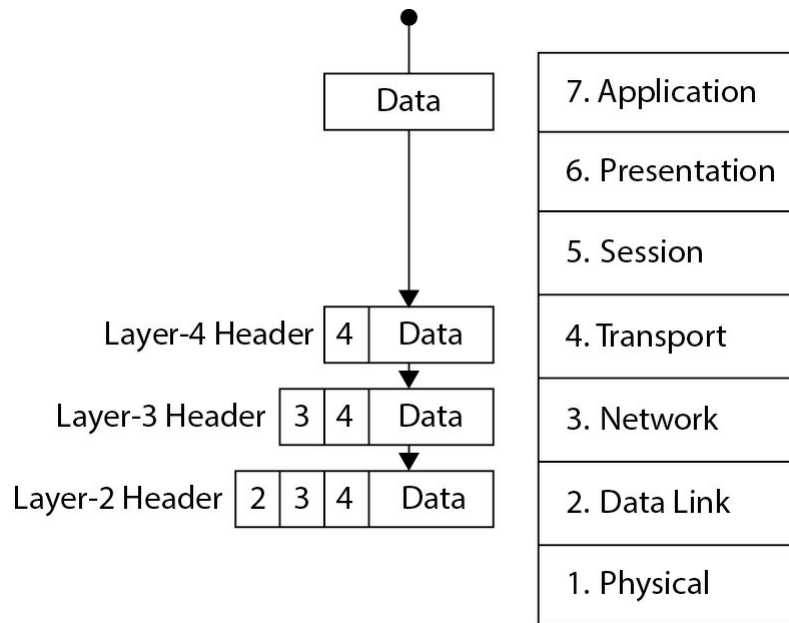 Data
7. Application
6. Presentation
5. Session
Layer-4 Header 4 Data
4. Transport
Layer-3 Header 3 4 Data
3. Network
Layer-2 Header 2 3 4 Data
2. Data Link
1. Physical